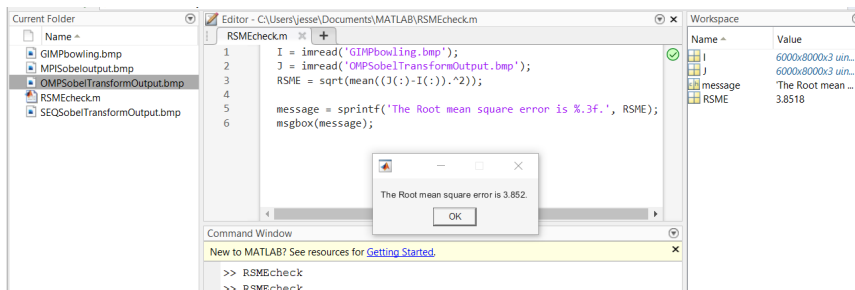 Current Folder
Name
GIMPbowling.bmp
MPISobeloutput.bmp
OMPSobelTransformOutput.bmp
RSMEcheck.m
SEQSobelTransformOutput.bmp
Editor - C:\Users\jesse\Documents\MATLAB\RSMEcheck.m
RSMEcheck.m
1 I = imread('GIMPbowling.bmp');
2 J = imread('OMPSobelTransformOutput.bmp');
3 RSME = sqrt(mean((J(:)-I(:)).^2));
4
5 message = sprintf('The Root mean square error is %.3f.', RSME);
6 msgbox(message);
The Root mean square error is 3.852.
OK
Command Window
New to MATLAB? See resources for Getting Started.
>> RSMEcheck
>> RSMEcheck
Workspace
Name Value
I 6000x8000x3 uin...
J 6000x8000x3 uin...
message 'The Root mean ...
RSME 3.8518